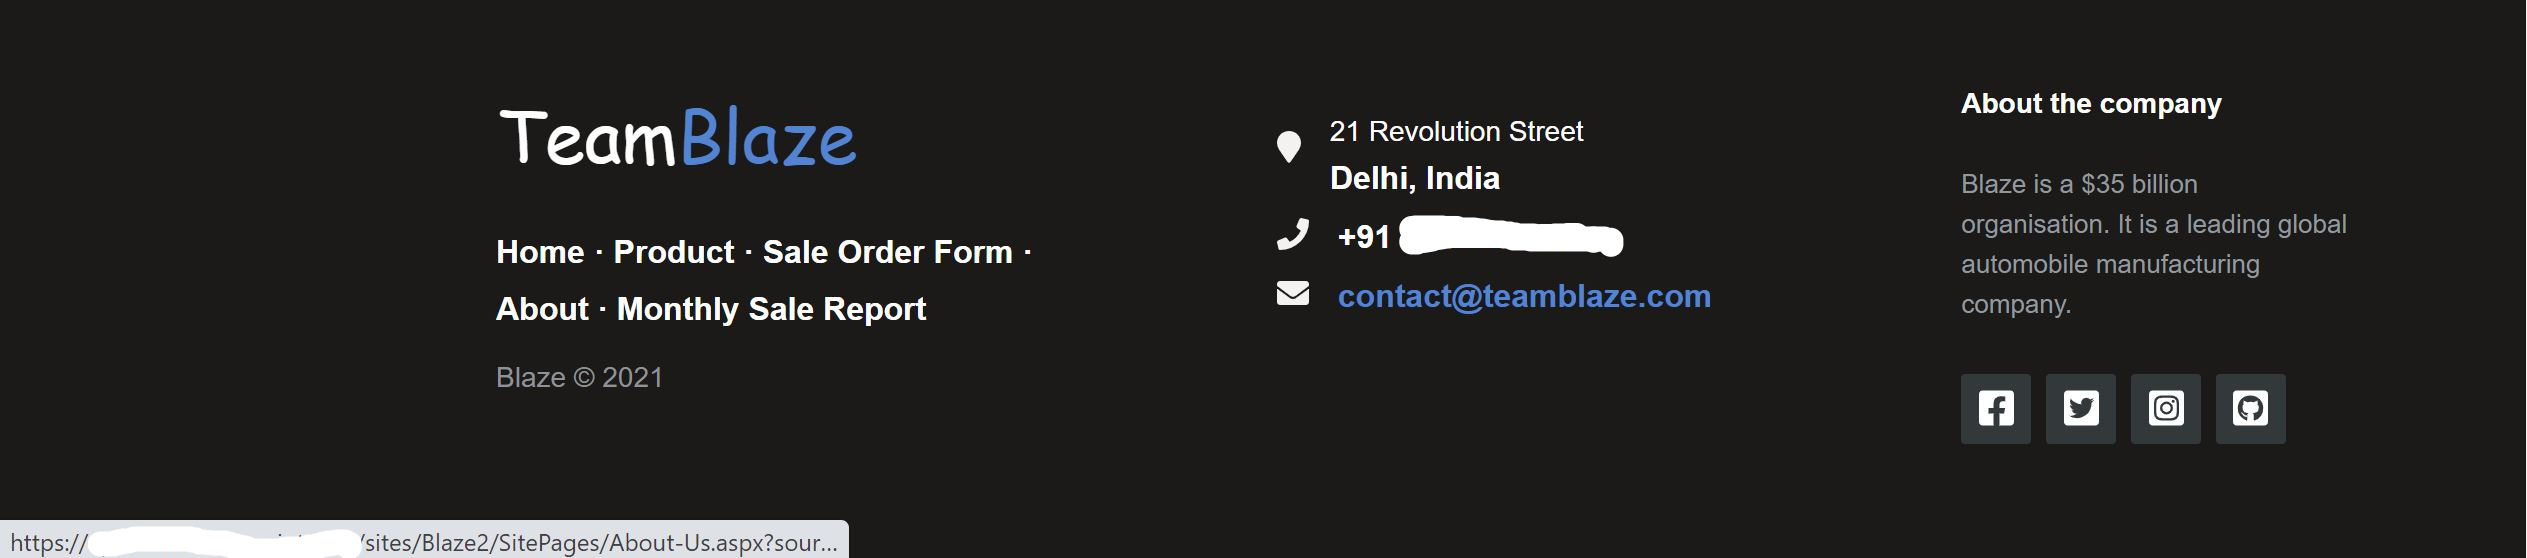 TeamBlaze
Home · Product · Sale Order Form ·
About · Monthly Sale Report
Blaze © 2021
21 Revolution Street
Delhi, India
+91
contact@teamblaze.com
About the company
Blaze is a $35 billion
organisation. It is a leading global
automobile manufacturing
company.
https:// /sites/Blaze2/SitePages/About-Us.aspx?sour...